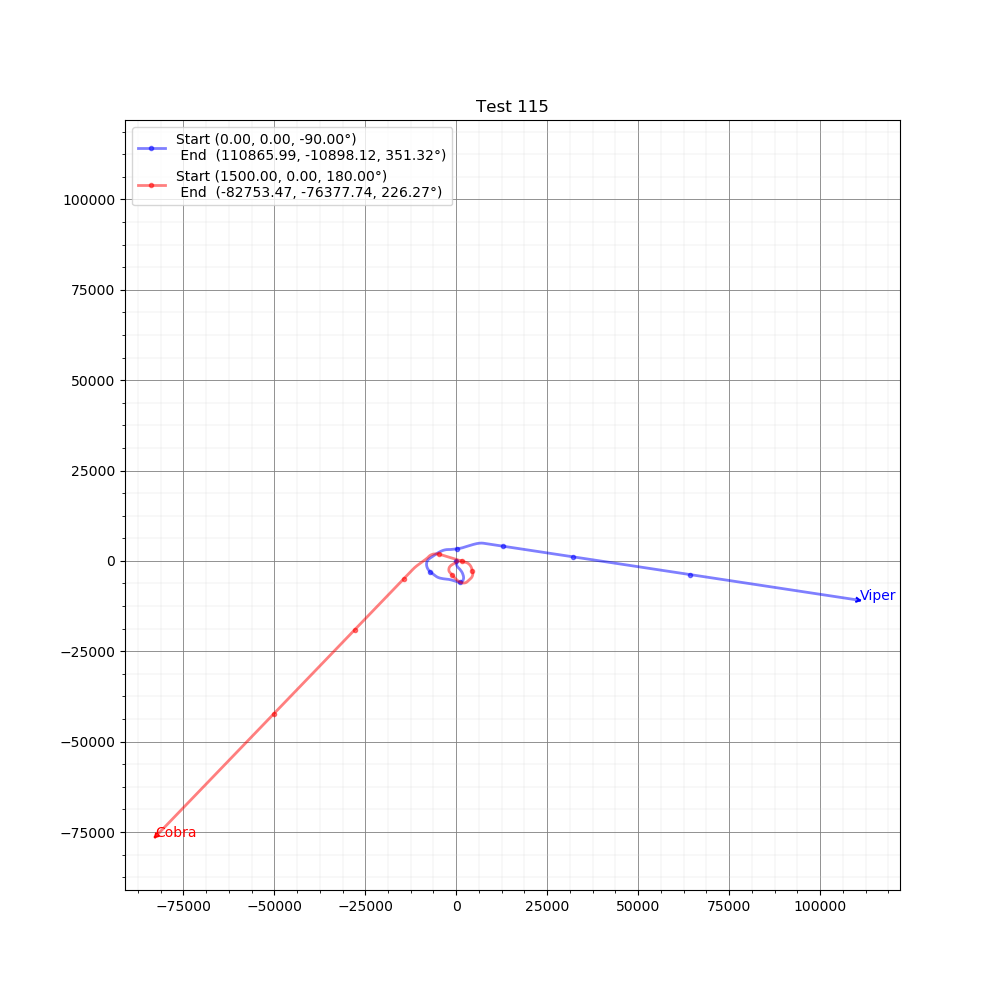 Test 115
Start (0.00, 0.00, -90.00°)
End (110865.99, -10898.12, 351.32°)
Start (1500.00, 0.00, 180.00°)
End (-82753.47, -76377.74, 226.27°)
100000
75000
50000
25000
0
−25000
−50000
−75000
Viper
Cobra
−75000 −50000 −25000 0 25000 50000 75000 100000